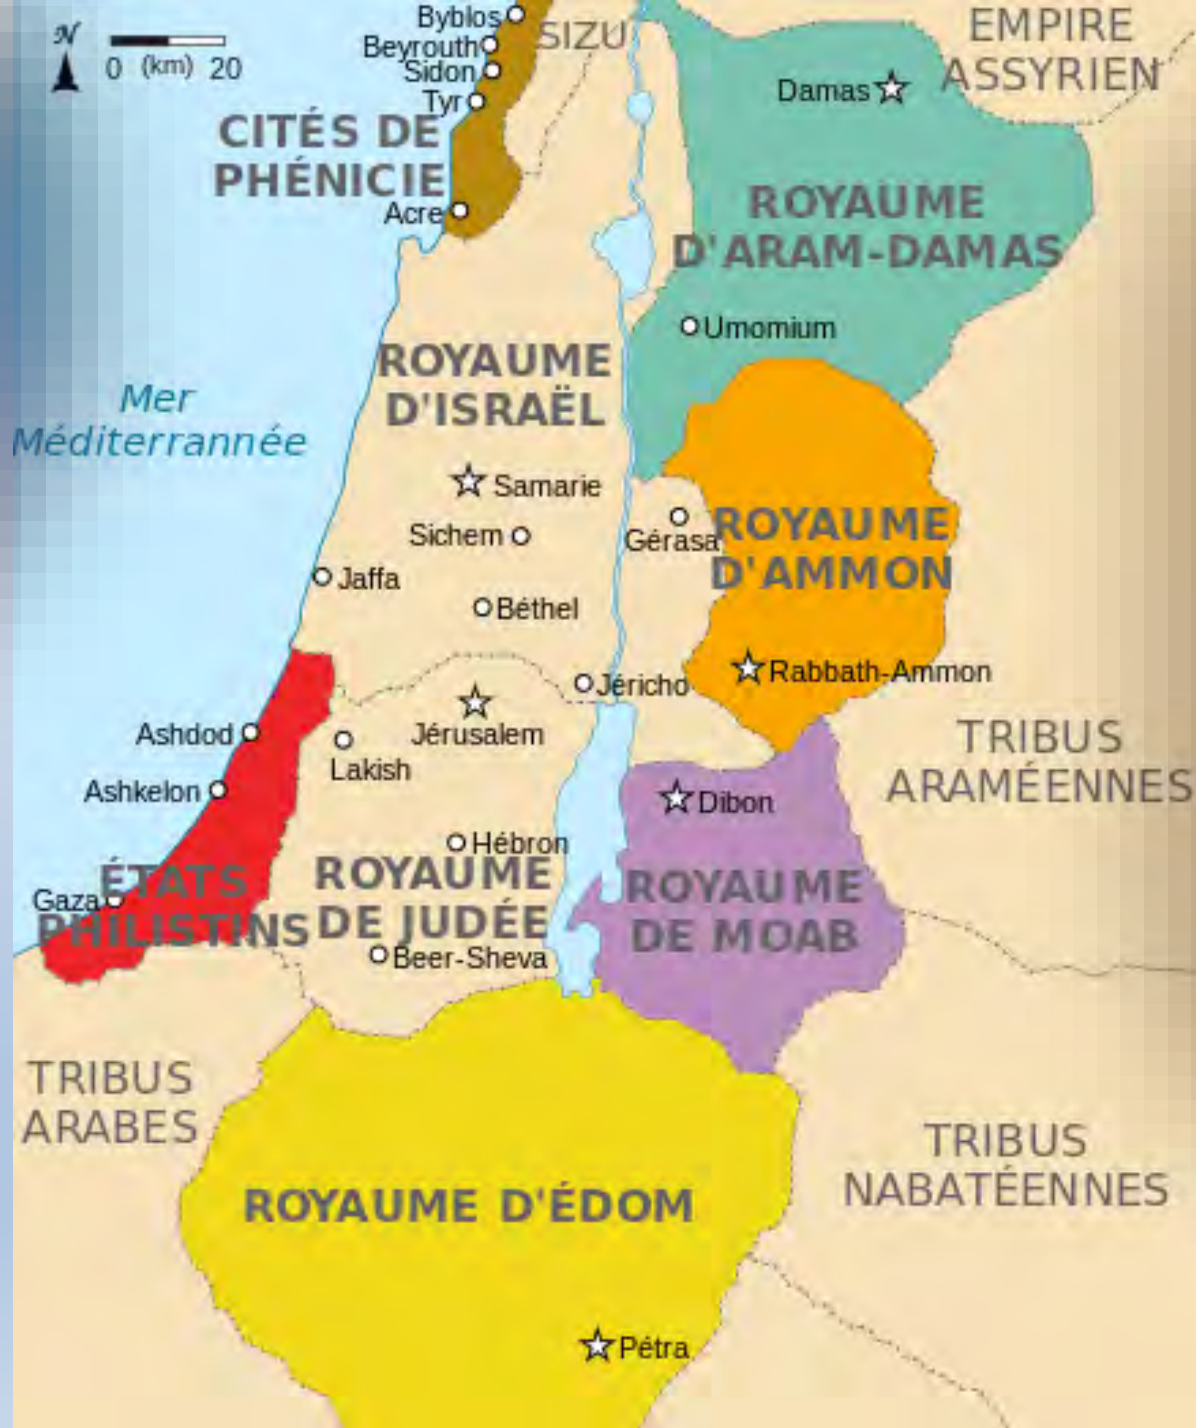 Byblos
SIZU
EMPIRE
ASSYRIEN
N
0 (km) 20
Beyrouth
Sidon
Tyr
Damas
CITÉS DE
PHÉNICIE
Acre
ROYAUME
D'ARAM-DAMAS
Umomium
ROYAUME
D'ISRAËL
Mer
Méditerrannée
Samarie
Sichem
Gérasa
ROYAUME
D'AMMON
Jaffa
Béthel
Jéricho
Rabbath-Ammon
Ashdod
Jérusalem
Lakish
TRIBUS
ARAMÉENNES
Ashkelon
Dibon
Hébron
ÉTATS
PHILISTINS
Gaza
ROYAUME
DE JUDÉE
ROYAUME
DE MOAB
Beer-Sheva
TRIBUS
ARABES
TRIBUS
NABATÉENNES
ROYAUME D'ÉDOM
Pétra